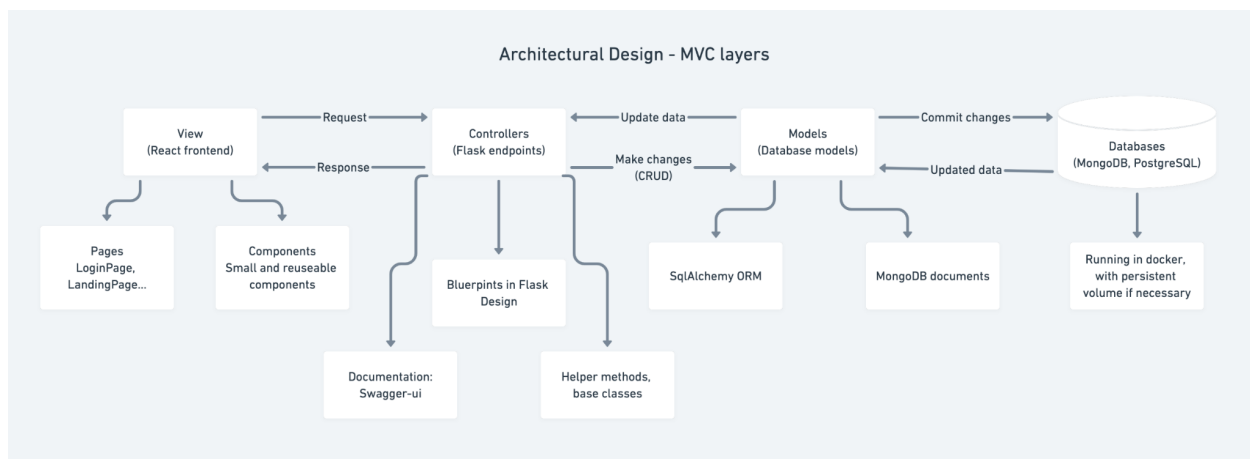 Architectural Design - MVC layers
View
(React frontend)
Request
Response
Controllers
(Flask endpoints)
Update data
Make changes
(CRUD)
Models
(Database models)
Commit changes
Updated data
Databases
(MongoDB, PostgreSQL)
Pages
LoginPage,
LandingPage...
Components
Small and reuseable
components
Bluerpints in Flask
Design
SqlAlchemy ORM
MongoDB documents
Running in docker,
with persistent
volume if necessary
Documentation:
Swagger-ui
Helper methods,
base classes